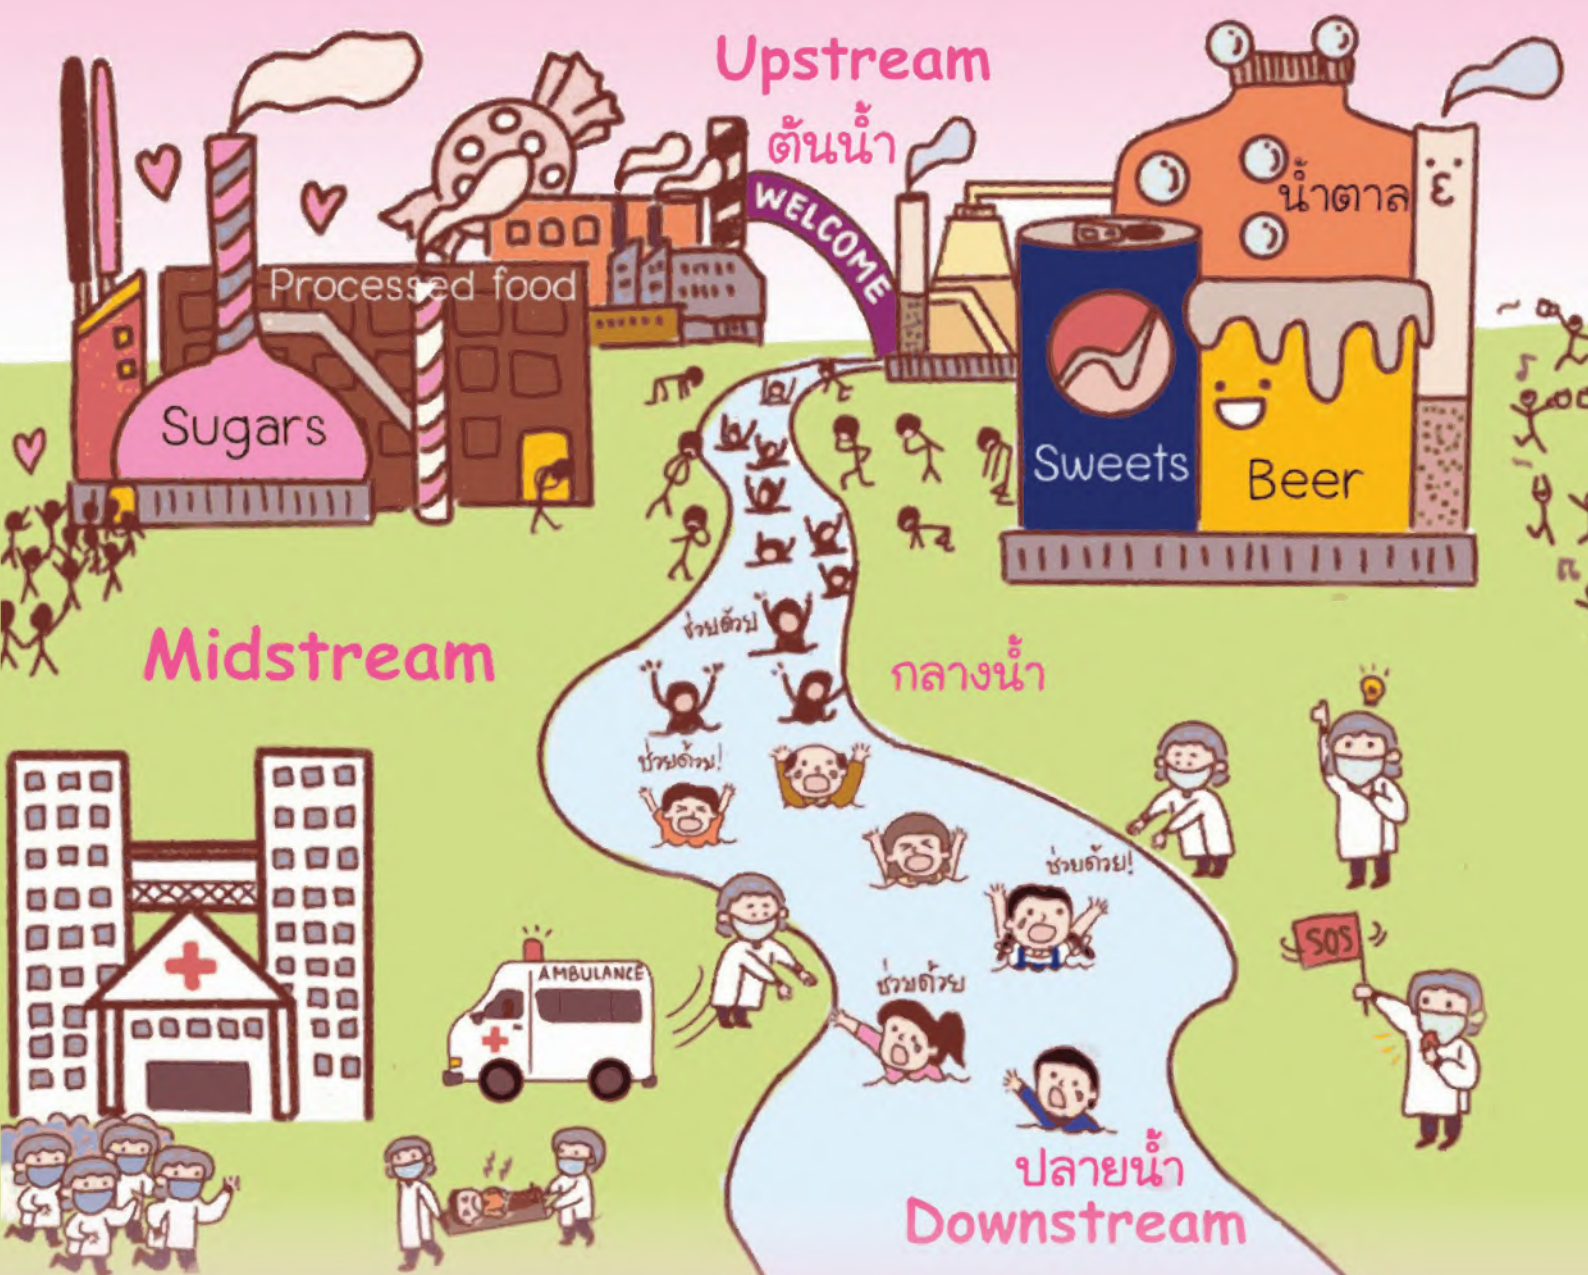 Upstream
ต้นน้ำ
WELCOME
น้ำตาล
Processed food
Sugars
Sweets
Beer
ช่วยด้วย
Midstream
กลางน้ำ
ช่วยด้วย!
ช่วยด้วย!
SOS
AMBULANCE
ช่วยด้วย
ปลายน้ำ
Downstream